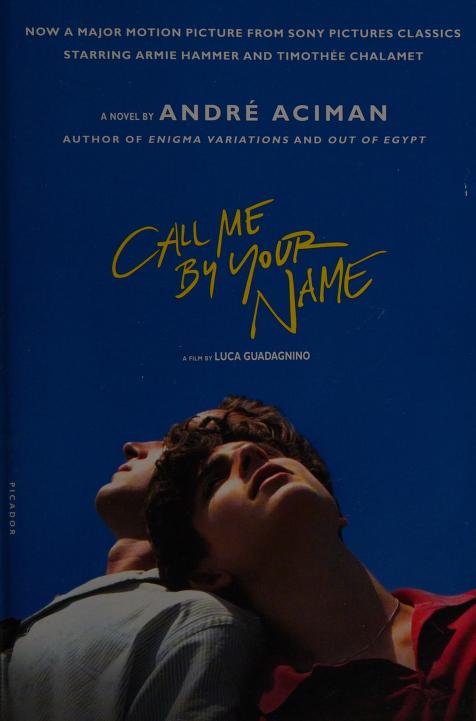 NOW A MAJOR MOTION PICTURE FROM SONY PICTURES CLASSICS
STARRING ARMIE HAMMER AND TIMOTHÉE CHALAMET
A NOVEL BY ANDRÉ ACIMAN
AUTHOR OF ENIGMA VARIATIONS AND OUT OF EGYPT
CALL ME
BY YOUR
NAME
A FILM BY LUCA GUADAGNINO
PICADOR